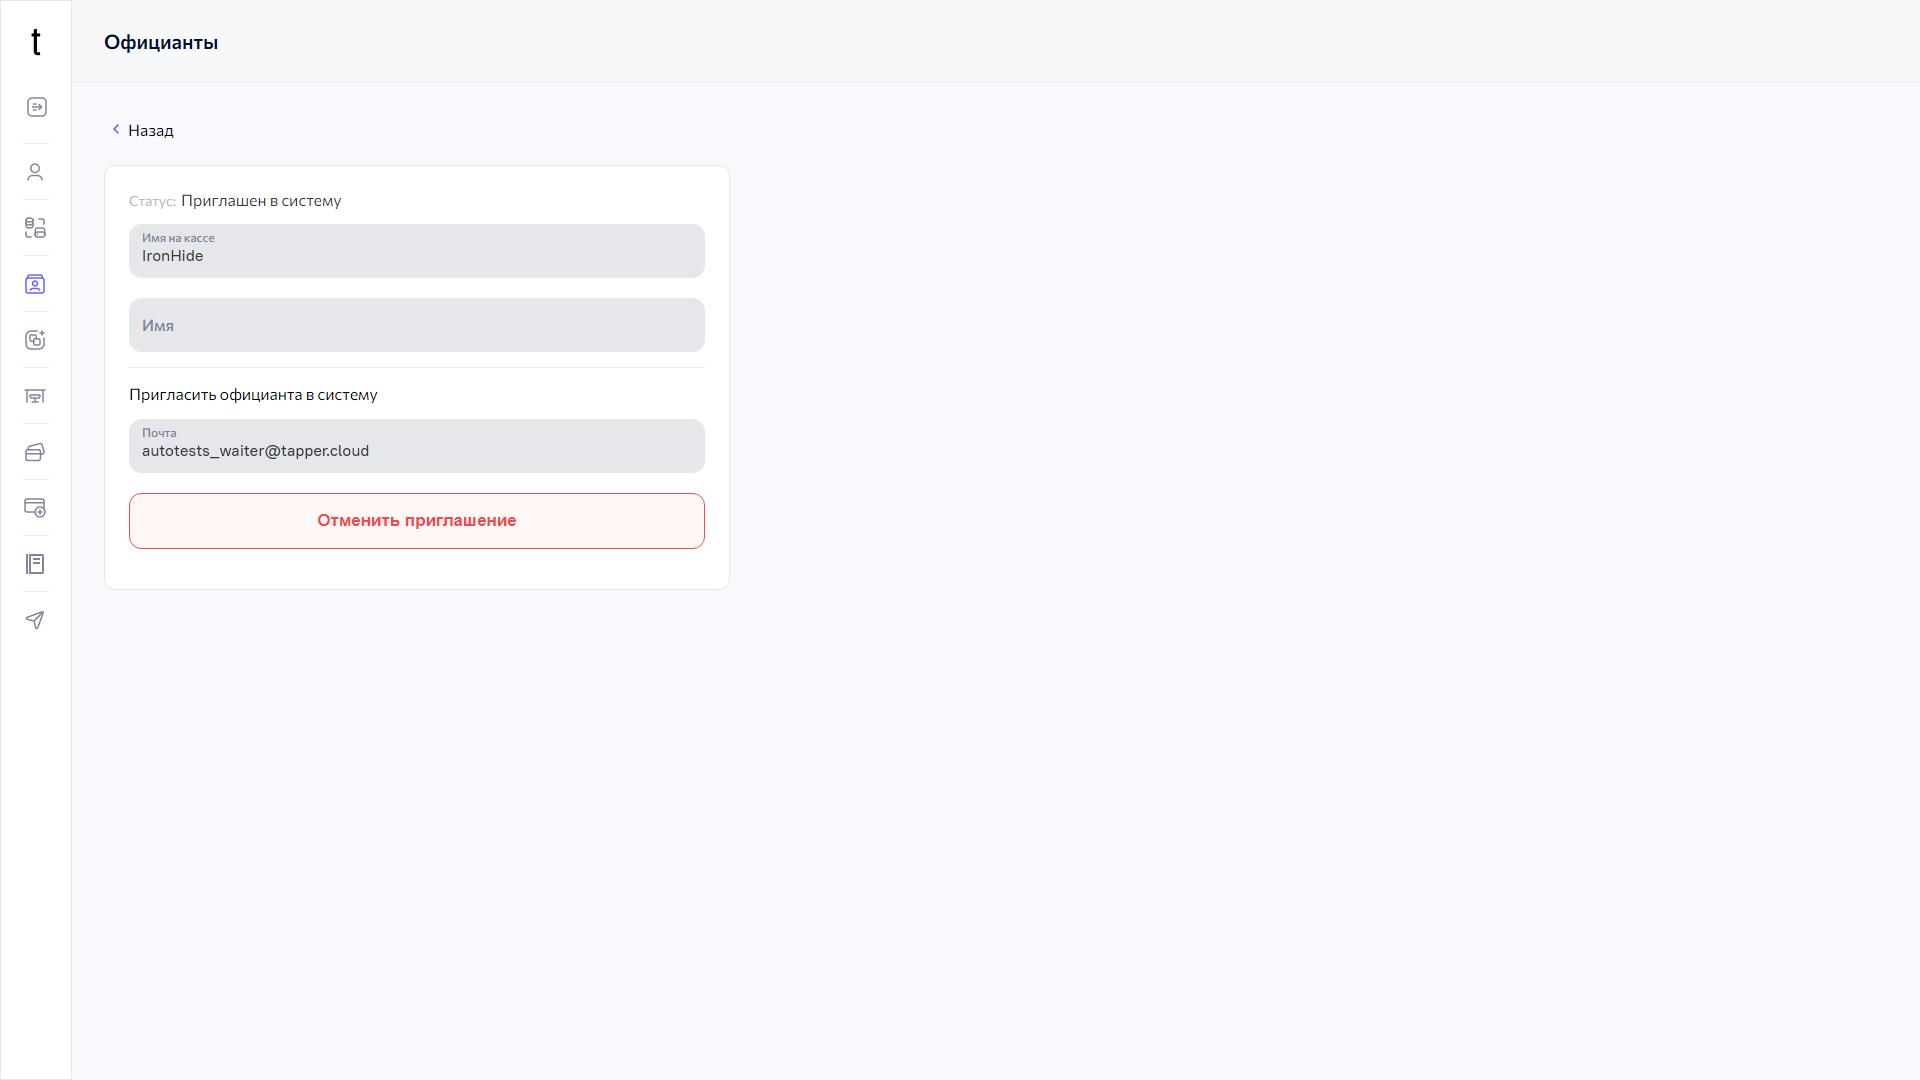 t
Официанты
Назад
Статус: Приглашен в систему
Имя на кассе
IronHide
Имя
Пригласить официанта в систему
Почта
autotests_waiter@tapper.cloud
Отменить приглашение